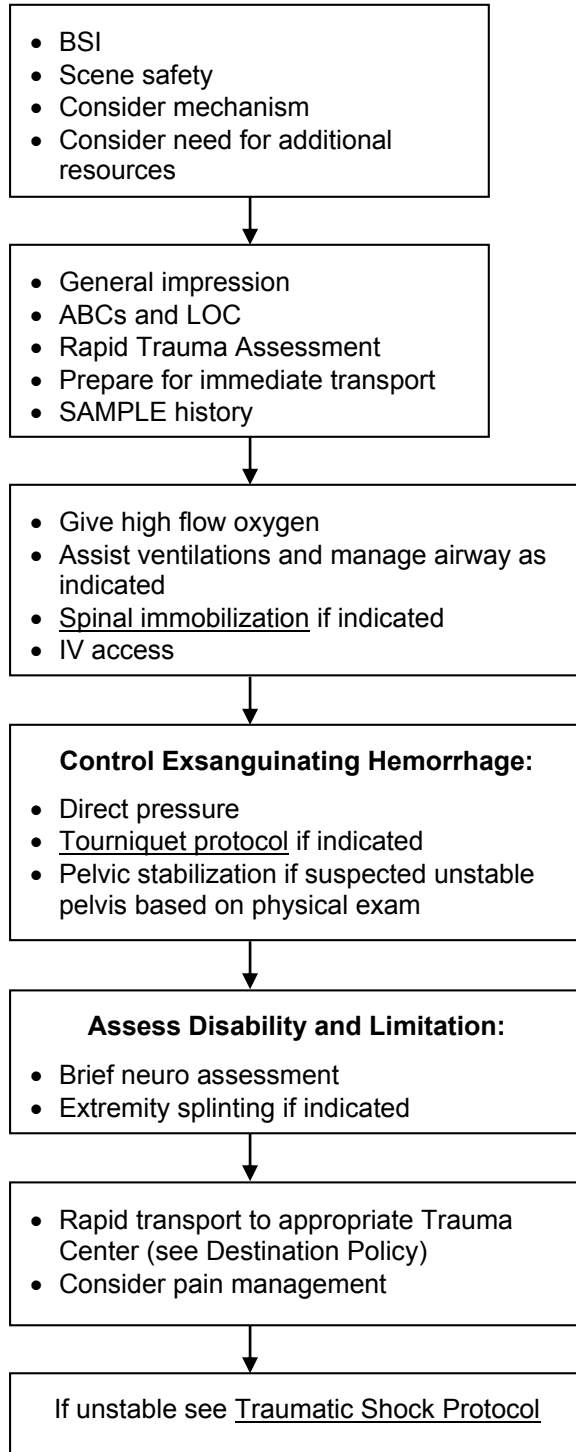 • BSI
• Scene safety
• Consider mechanism
• Consider need for additional
resources
• General impression
• ABCs and LOC
• Rapid Trauma Assessment
• Prepare for immediate transport
• SAMPLE history
• Give high flow oxygen
• Assist ventilations and manage airway as
indicated
• Spinal immobilization if indicated
• IV access
Control Exsanguinating Hemorrhage:
• Direct pressure
• Tourniquet protocol if indicated
• Pelvic stabilization if suspected unstable
pelvis based on physical exam
Assess Disability and Limitation:
• Brief neuro assessment
• Extremity splinting if indicated
• Rapid transport to appropriate Trauma
Center (see Destination Policy)
• Consider pain management
If unstable see Traumatic Shock Protocol